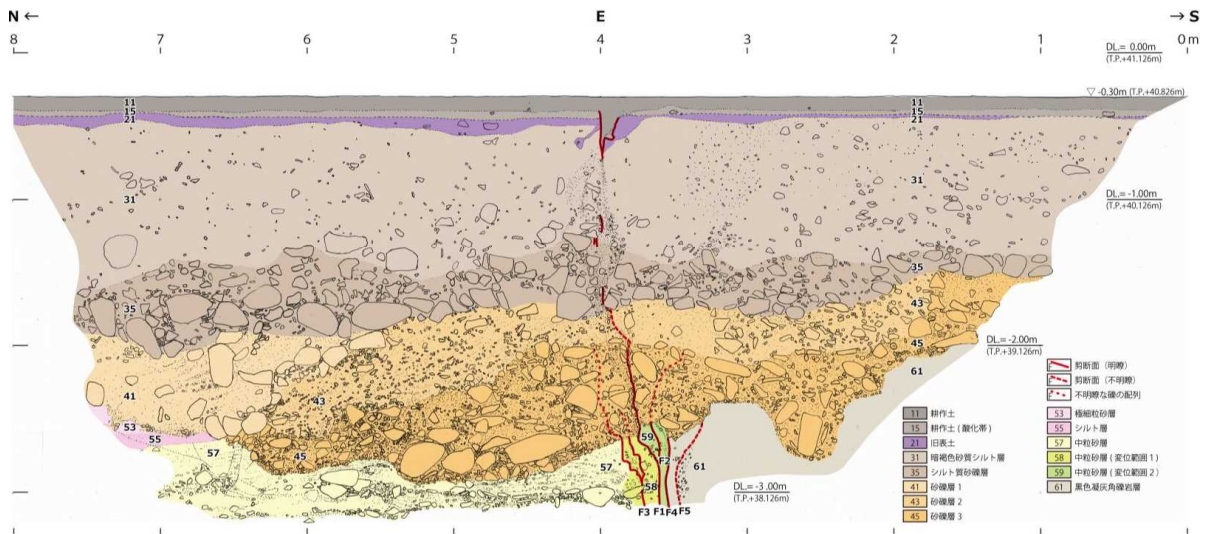 N ← E → S
8 7 6 5 4 3 2 1 0 m
DL.= 0.00m
(T.P.+41.126m)
▽ -0.30m (T.P.+40.826m)
11 11
15 15
21 21
31 31
DL.= -1.00m
(T.P.+40.126m)
35
43
35
DL.= -2.00m
(T.P.+39.126m)
45
61
41
43
53
55
57
45
59
57
F2
61
58
DL.= -3 .00m
(T.P.+38.126m)
F3 F1 F4 F5
剪断面（明瞭）
剪断面（不明瞭）
不明瞭な礫の配列
11 耕作土
15 耕作土 ( 酸化帯 )
21 旧表土
31 暗褐色砂質シルト層
35 シルト質砂礫層
41 砂礫層 1
43 砂礫層 2
45 砂礫層 3
53 極細粒砂層
55 シルト層
57 中粒砂層
58 中粒砂層 ( 変位範囲 1 )
59 中粒砂層 ( 変位範囲 2 )
61 黒色凝灰角礫岩層